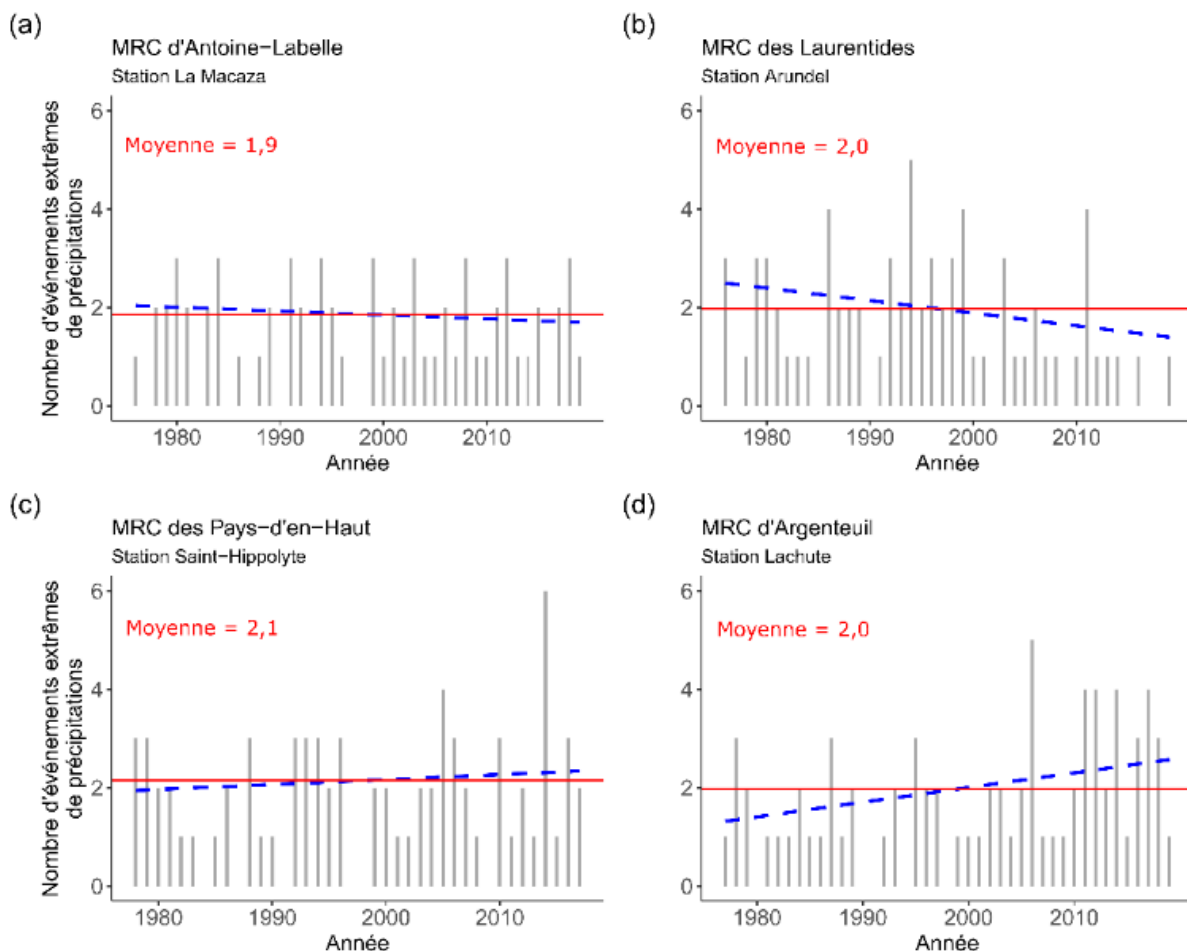 (a)
MRC d'Antoine−Labelle
Station La Macaza
Nombre d'événements extrêmes
de précipitations
6
4
2
0
Moyenne = 1,9
1980 1990 2000 2010
Année
(b)
MRC des Laurentides
Station Arundel
6
4
2
0
Moyenne = 2,0
1980 1990 2000 2010
Année
(c)
MRC des Pays−d'en−Haut
Station Saint−Hippolyte
Nombre d'événements extrêmes
de précipitations
6
4
2
0
Moyenne = 2,1
1980 1990 2000 2010
Année
(d)
MRC d'Argenteuil
Station Lachute
6
4
2
0
Moyenne = 2,0
1980 1990 2000 2010
Année